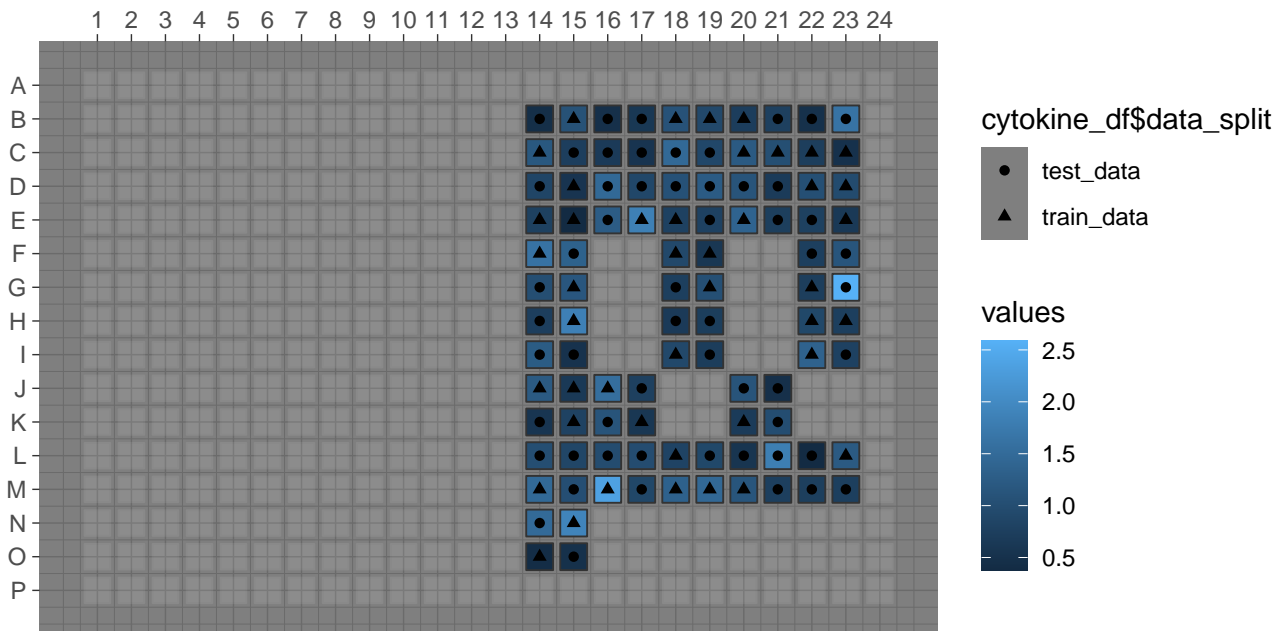 1 2 3 4 5 6 7 8 9 10 11 12 13 14 15 16 17 18 19 20 21 22 23 24
A
B
C
D
E
F
G
H
I
J
K
L
M
N
O
P
cytokine_df$data_split
test_data
train_data
values
2.5
2.0
1.5
1.0
0.5